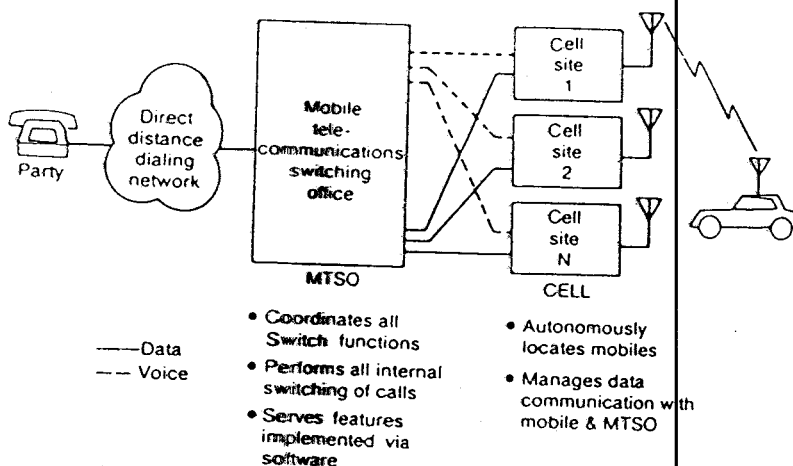 Party
Direct
distance
dialing
network
Mobile
tele-
communications
switching
office
MTSO
Cell
site
1
Cell
site
2
Cell
site
N
CELL
——Data
--- Voice
• Coordinates all
Switch functions
• Performs all internal
switching of calls
• Serves features
implemented via
software
• Autonomously
locates mobiles
• Manages data
communication with
mobile & MTSO